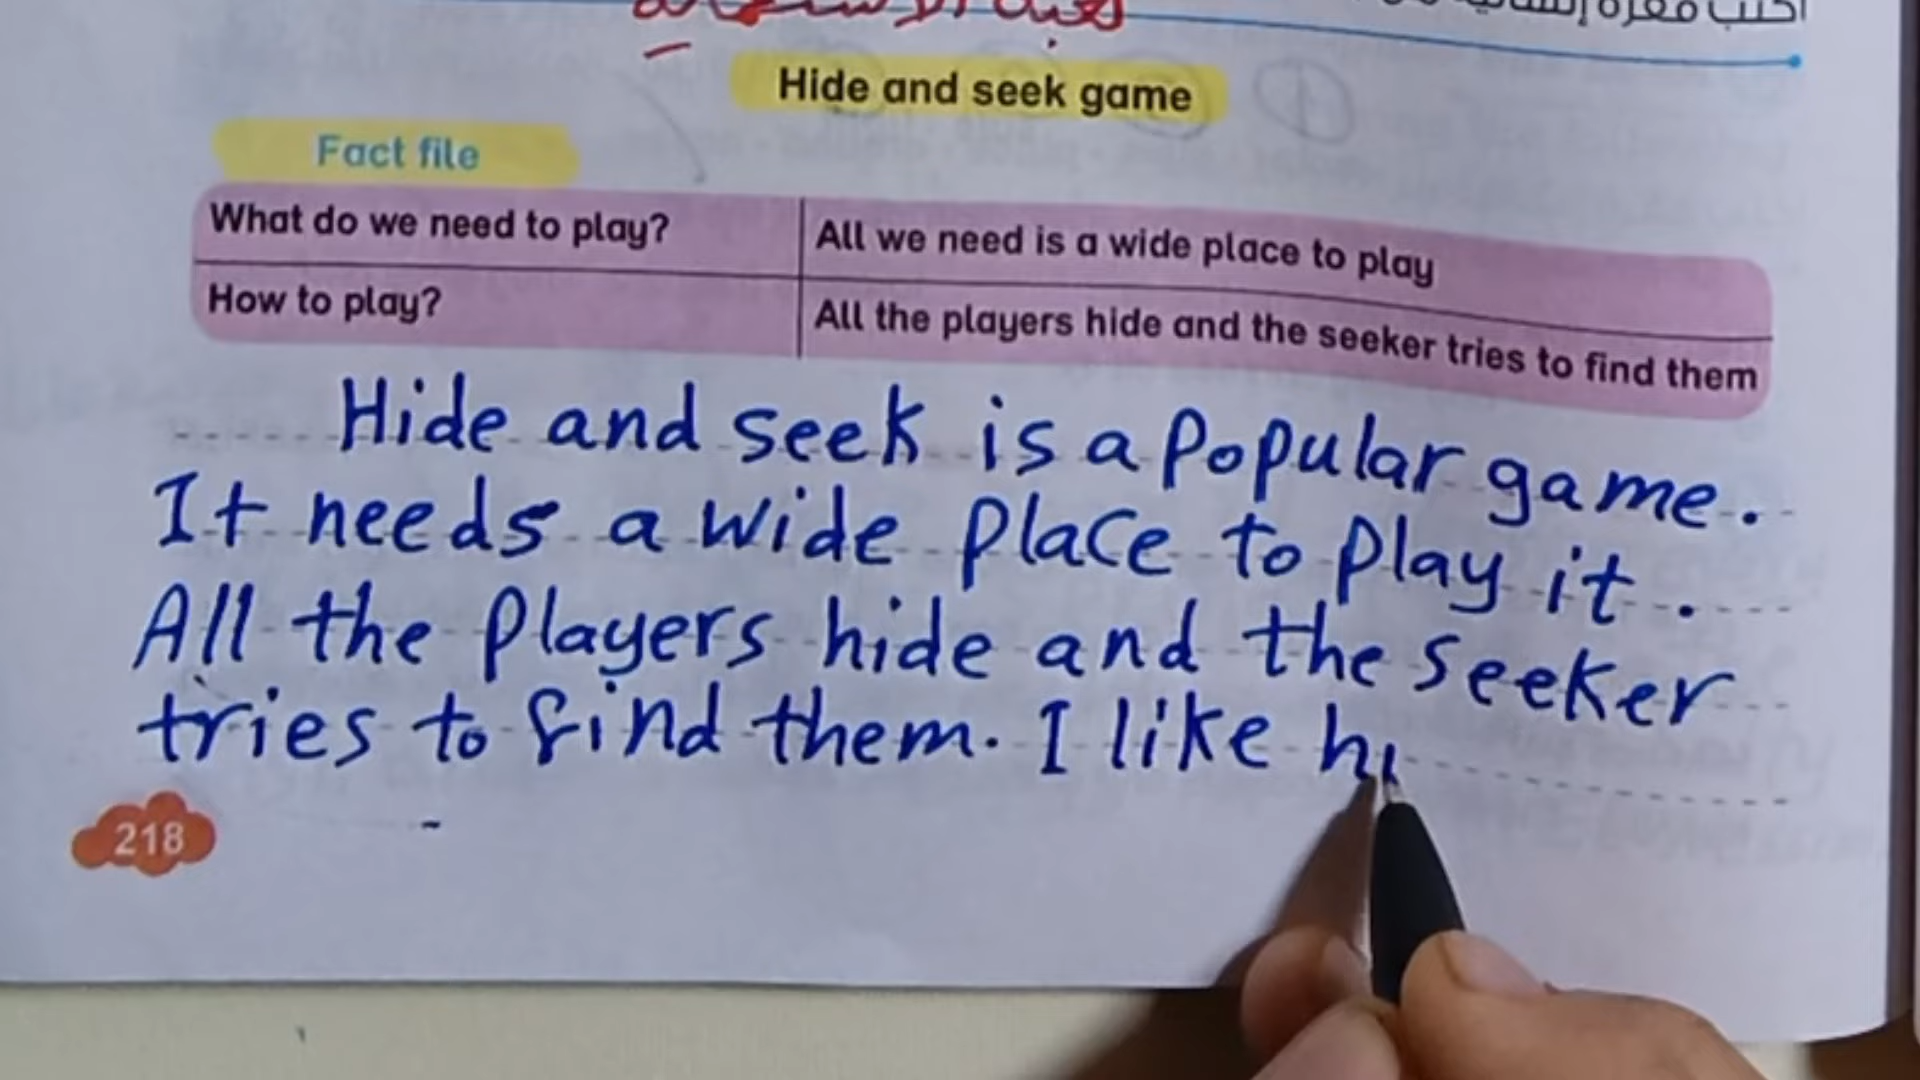 Hide and seek game
Fact file
What do we need to play? All we need is a wide place to play
How to play? All the players hide and the seeker tries to find them
Hide and seek is a popular game.
It needs a wide place to play it.
All the players hide and the seeker
tries to find them. I like hi
218